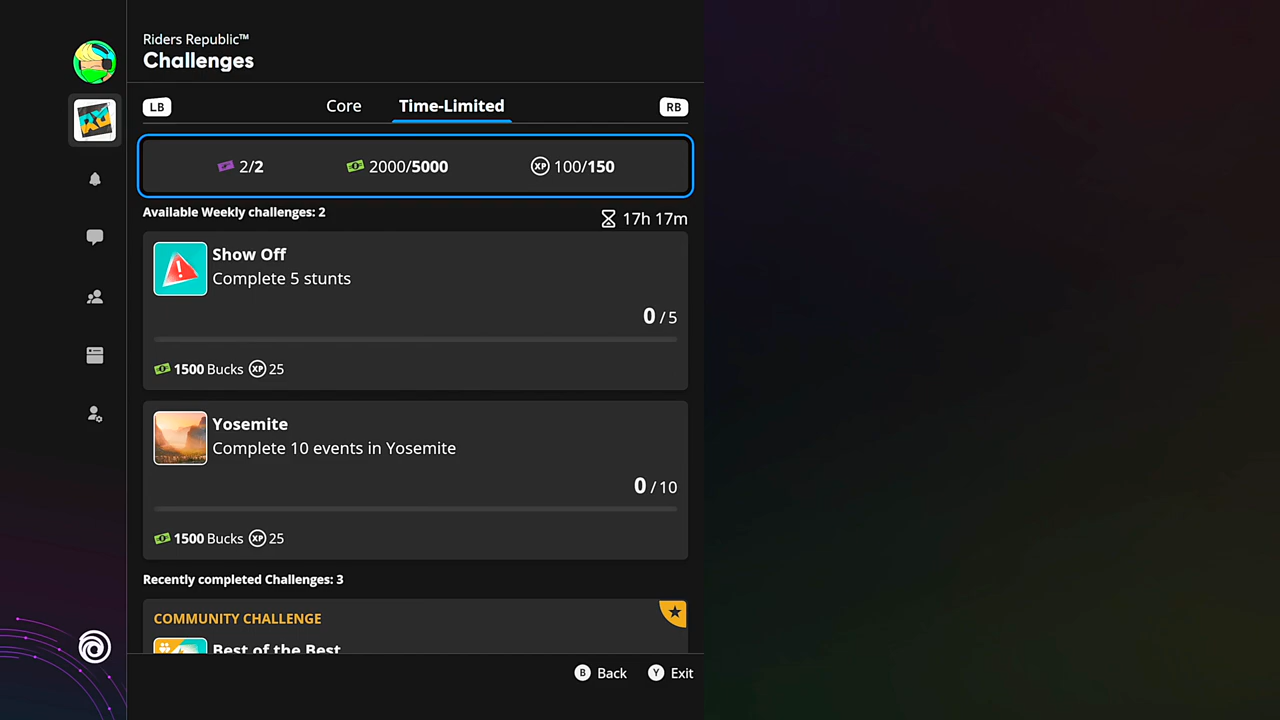 Riders Republic™
Challenges
LB Core Time-Limited RB
2/2 2000/5000 XP 100/150
Available Weekly challenges: 2 17h 17m
Show Off
Complete 5 stunts
0 / 5
1500 Bucks XP 25
Yosemite
Complete 10 events in Yosemite
0 / 10
1500 Bucks XP 25
Recently completed Challenges: 3
COMMUNITY CHALLENGE
Best of the Best
B Back Y Exit